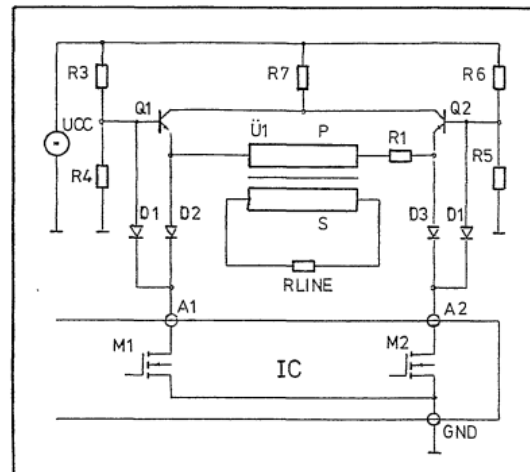 R3
R7
R6
Q1
Q2
UCC
Ü1
P
R1
R4
R5
D1
D2
S
D3
D1
RLINE
A1
A2
M1
M2
IC
GND